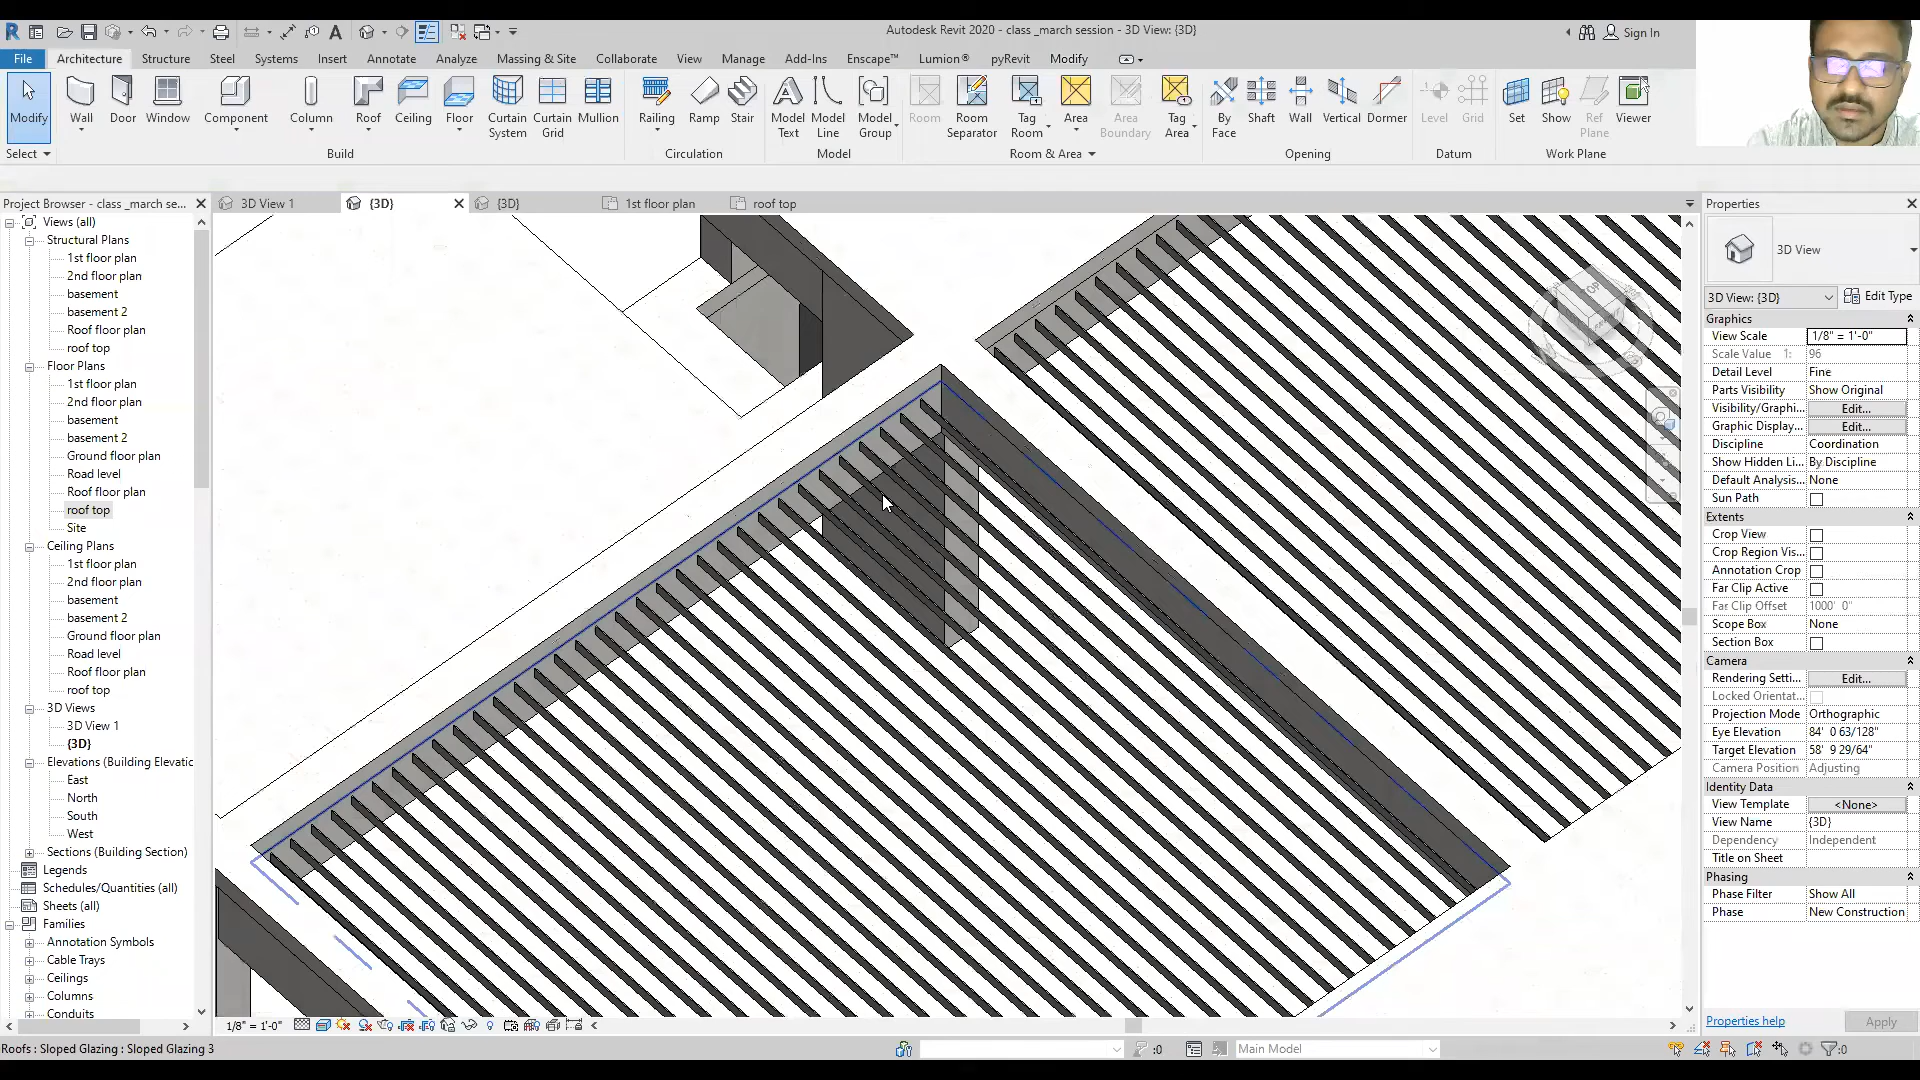 Autodesk Revit 2020 - class _march session - 3D View: {3D}
Sign In
File Architecture Structure Steel Systems Insert Annotate Analyze Massing & Site Collaborate View Manage Add-Ins Enscape™ Lumion® pyRevit Modify
Modify Wall Door Window Component Column Roof Ceiling Floor Curtain System Curtain Grid Mullion Railing Ramp Stair Model Text Model Line Model Group Room Room Separator Tag Room Area Area Boundary Tag Area By Face Shaft Wall Vertical Dormer Level Grid Set Show Ref Plane Viewer
Select Build Circulation Model Room & Area Opening Datum Work Plane
Project Browser - class _march se...
3D View 1 {3D} {3D} 1st floor plan roof top
Views (all)
Structural Plans
1st floor plan
2nd floor plan
basement
basement 2
Roof floor plan
roof top
Floor Plans
1st floor plan
2nd floor plan
basement
basement 2
Ground floor plan
Road level
Roof floor plan
roof top
Site
Ceiling Plans
1st floor plan
2nd floor plan
basement
basement 2
Ground floor plan
Road level
Roof floor plan
roof top
3D Views
3D View 1
{3D}
Elevations (Building Elevatic
East
North
South
West
Sections (Building Section)
Legends
Schedules/Quantities (all)
Sheets (all)
Families
Annotation Symbols
Cable Trays
Ceilings
Columns
Conduits
TOP
Properties
3D View
3D View: {3D} Edit Type
Graphics
View Scale 1/8" = 1'-0"
Scale Value 1: 96
Detail Level Fine
Parts Visibility Show Original
Visibility/Graphi... Edit...
Graphic Display... Edit...
Discipline Coordination
Show Hidden Li... By Discipline
Default Analysis... None
Sun Path
Extents
Crop View
Crop Region Vis...
Annotation Crop
Far Clip Active
Far Clip Offset 1000' 0"
Scope Box None
Section Box
Camera
Rendering Setti... Edit...
Locked Orientat...
Projection Mode Orthographic
Eye Elevation 84' 0 63/128"
Target Elevation 58' 9 29/64"
Camera Position Adjusting
Identity Data
View Template <None>
View Name {3D}
Dependency Independent
Title on Sheet
Phasing
Phase Filter Show All
Phase New Construction
Properties help Apply
1/8" = 1'-0"
Roofs : Sloped Glazing : Sloped Glazing 3
:0
Main Model
:0